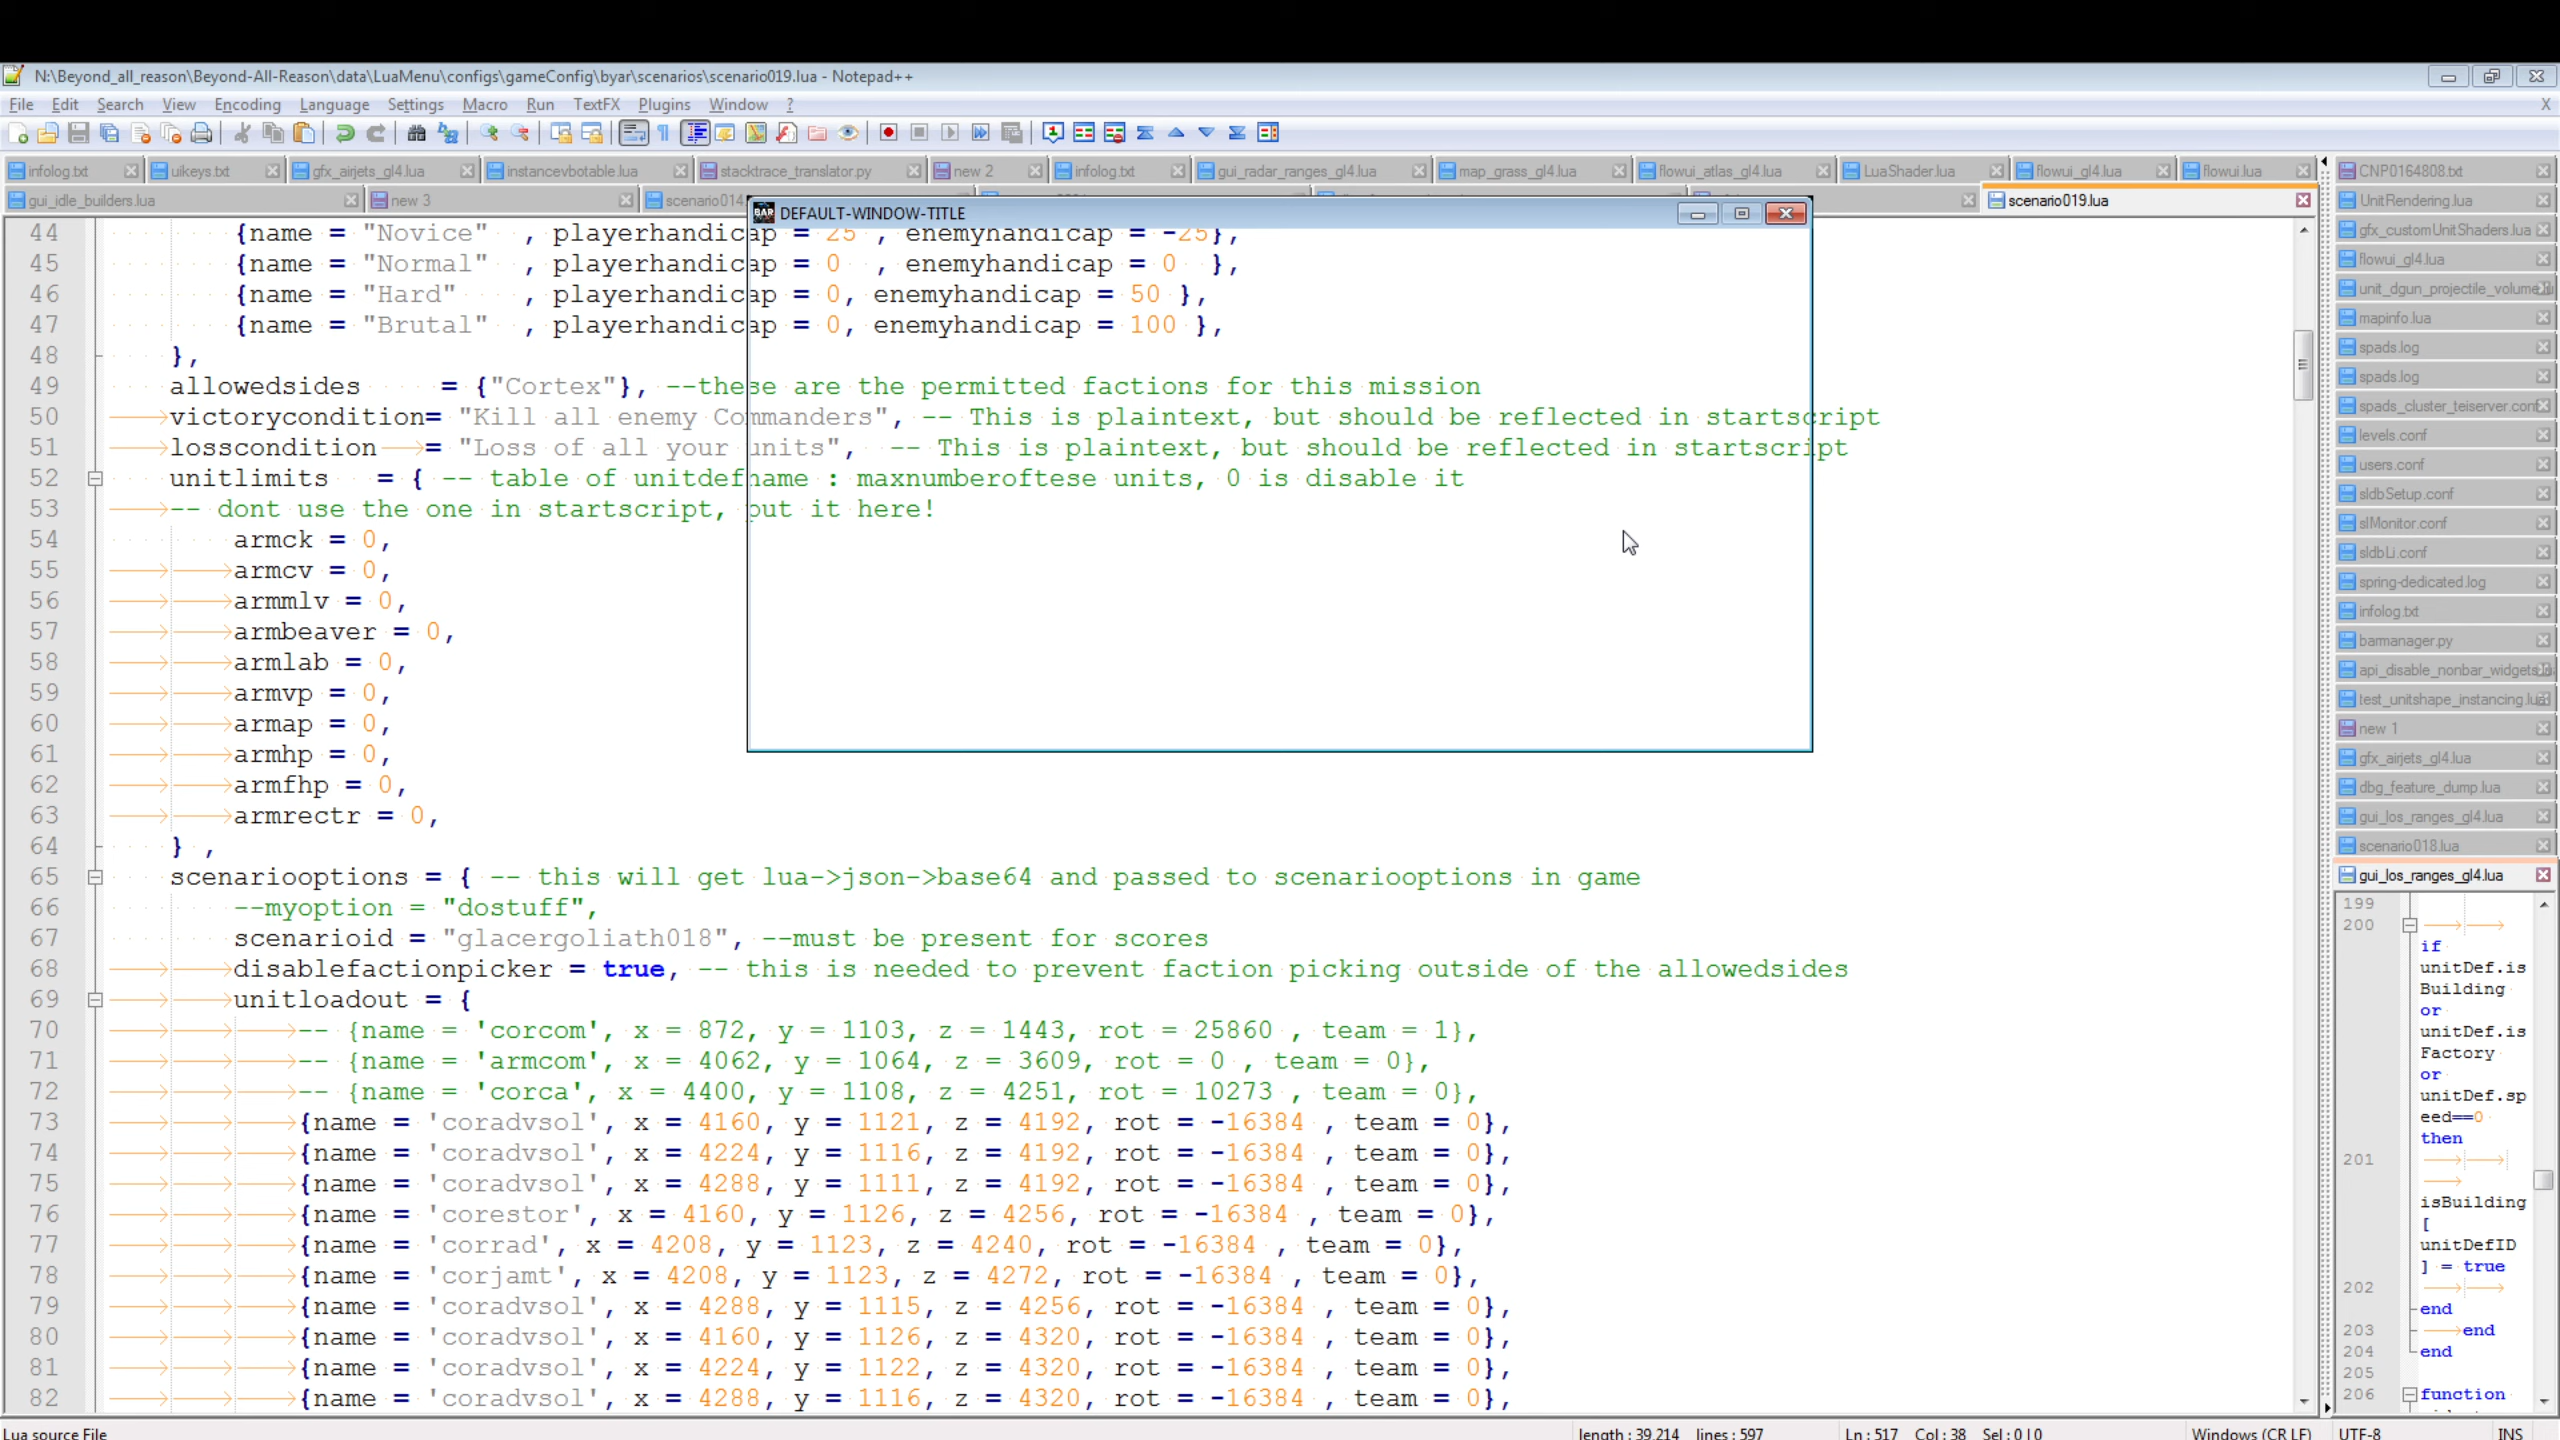 N:\Beyond_all_reason\Beyond-All-Reason\data\LuaMenu\configs\gameConfig\byar\scenarios\scenario019.lua - Notepad++
File Edit Search View Encoding Language Settings Macro Run TextFX Plugins Window ? X
infolog.txt uikeys.txt gfx_airjets_gl4.lua instancevbotable.lua stacktrace_translator.py new 2 infolog.txt gui_radar_ranges_gl4.lua map_grass_gl4.lua flowui_atlas_gl4.lua LuaShader.lua flowui_gl4.lua flowui.lua
gui_idle_builders.lua new 3 scenario014 scenario019.lua
DEFAULT-WINDOW-TITLE
44 {name = "Novice" , playerhandicap = 25 , enemyhandicap = -25},
45 {name = "Normal" , playerhandicap = 0 , enemyhandicap = 0 },
46 {name = "Hard" , playerhandicap = 0, enemyhandicap = 50 },
47 {name = "Brutal" , playerhandicap = 0, enemyhandicap = 100 },
48 },
49 allowedsides = {"Cortex"}, --these are the permitted factions for this mission
50 victorycondition= "Kill all enemy Commanders", -- This is plaintext, but should be reflected in startscript
51 losscondition = "Loss of all your units", -- This is plaintext, but should be reflected in startscript
52 unitlimits = { -- table of unitdefname : maxnumberoftese units, 0 is disable it
53 -- dont use the one in startscript, put it here!
54 armck = 0,
55 armcv = 0,
56 armmlv = 0,
57 armbeaver = 0,
58 armlab = 0,
59 armvp = 0,
60 armap = 0,
61 armhp = 0,
62 armfhp = 0,
63 armrectr = 0,
64 } ,
65 scenariooptions = { -- this will get lua->json->base64 and passed to scenariooptions in game
66 --myoption = "dostuff",
67 scenarioid = "glacergoliath018", --must be present for scores
68 disablefactionpicker = true, -- this is needed to prevent faction picking outside of the allowedsides
69 unitloadout = {
70 -- {name = 'corcom', x = 872, y = 1103, z = 1443, rot = 25860 , team = 1},
71 -- {name = 'armcom', x = 4062, y = 1064, z = 3609, rot = 0 , team = 0},
72 -- {name = 'corca', x = 4400, y = 1108, z = 4251, rot = 10273 , team = 0},
73 {name = 'coradvsol', x = 4160, y = 1121, z = 4192, rot = -16384 , team = 0},
74 {name = 'coradvsol', x = 4224, y = 1116, z = 4192, rot = -16384 , team = 0},
75 {name = 'coradvsol', x = 4288, y = 1111, z = 4192, rot = -16384 , team = 0},
76 {name = 'corestor', x = 4160, y = 1126, z = 4256, rot = -16384 , team = 0},
77 {name = 'corrad', x = 4208, y = 1123, z = 4240, rot = -16384 , team = 0},
78 {name = 'corjamt', x = 4208, y = 1123, z = 4272, rot = -16384 , team = 0},
79 {name = 'coradvsol', x = 4288, y = 1115, z = 4256, rot = -16384 , team = 0},
80 {name = 'coradvsol', x = 4160, y = 1126, z = 4320, rot = -16384 , team = 0},
81 {name = 'coradvsol', x = 4224, y = 1122, z = 4320, rot = -16384 , team = 0},
82 {name = 'coradvsol', x = 4288, y = 1116, z = 4320, rot = -16384 , team = 0},
CNP0164808.txt
UnitRendering.lua
gfx_customUnitShaders.lua
flowui_gl4.lua
unit_dgun_projectile_volume
mapinfo.lua
spads.log
spads.log
spads_cluster_teiserver.conf
levels.conf
users.conf
sldbSetup.conf
slMonitor.conf
sldbLi.conf
spring-dedicated.log
infolog.txt
barmanager.py
api_disable_nonbar_widgets
test_unitshape_instancing.lua
new 1
gfx_airjets_gl4.lua
dbg_feature_dump.lua
gui_los_ranges_gl4.lua
scenario018.lua
gui_los_ranges_gl4.lua
199
200
if
unitDef.is
Building
or
unitDef.is
Factory
or
unitDef.sp
eed==0
then
201
isBuilding
[
unitDefID
] = true
202
end
203 end
204 end
205
206 function
Lua source File length : 39,214 lines : 597 Ln : 517 Col : 38 Sel : 0 | 0 Windows (CR LF) UTF-8 INS